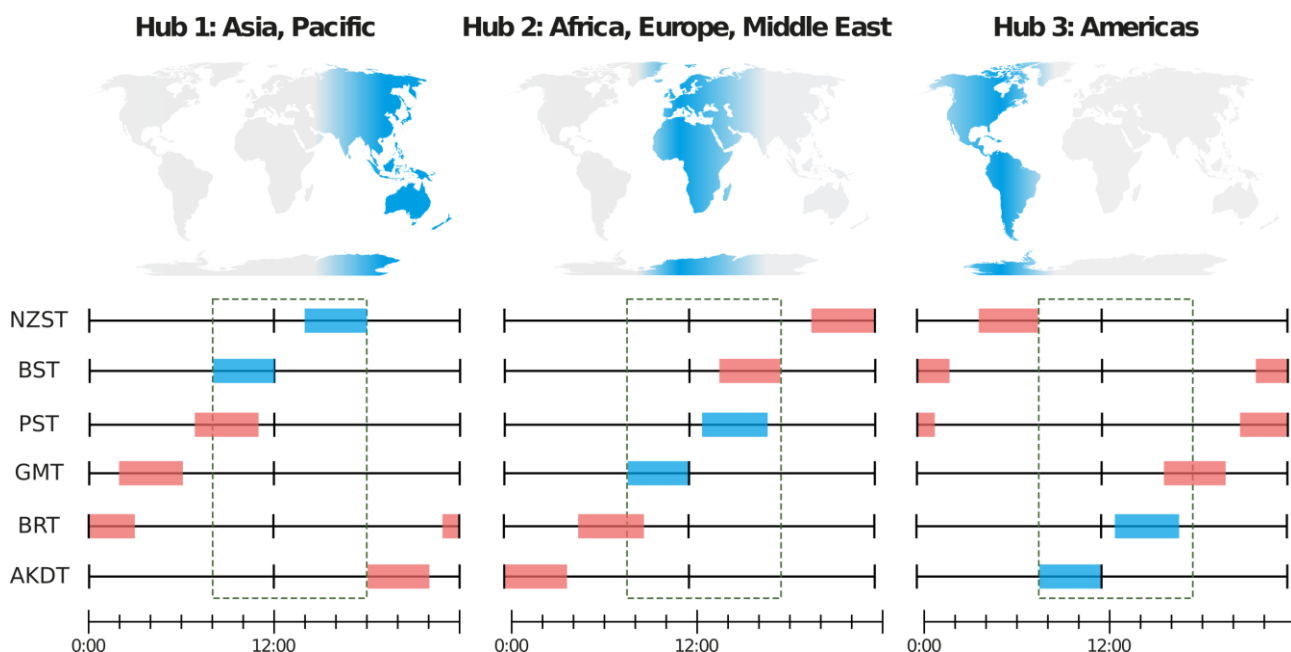 Hub 1: Asia, Pacific
Hub 2: Africa, Europe, Middle East
Hub 3: Americas
NZST
BST
PST
GMT
BRT
AKDT
0:00 12:00
0:00 12:00
0:00 12:00